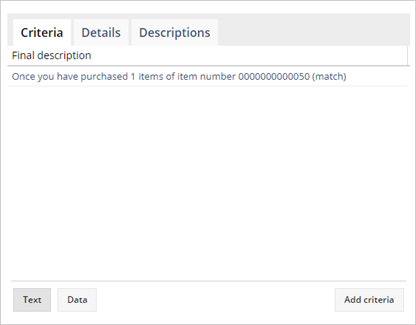 Criteria Details Descriptions
Final description
Once you have purchased 1 items of item number 0000000000050 (match)
Text Data Add criteria